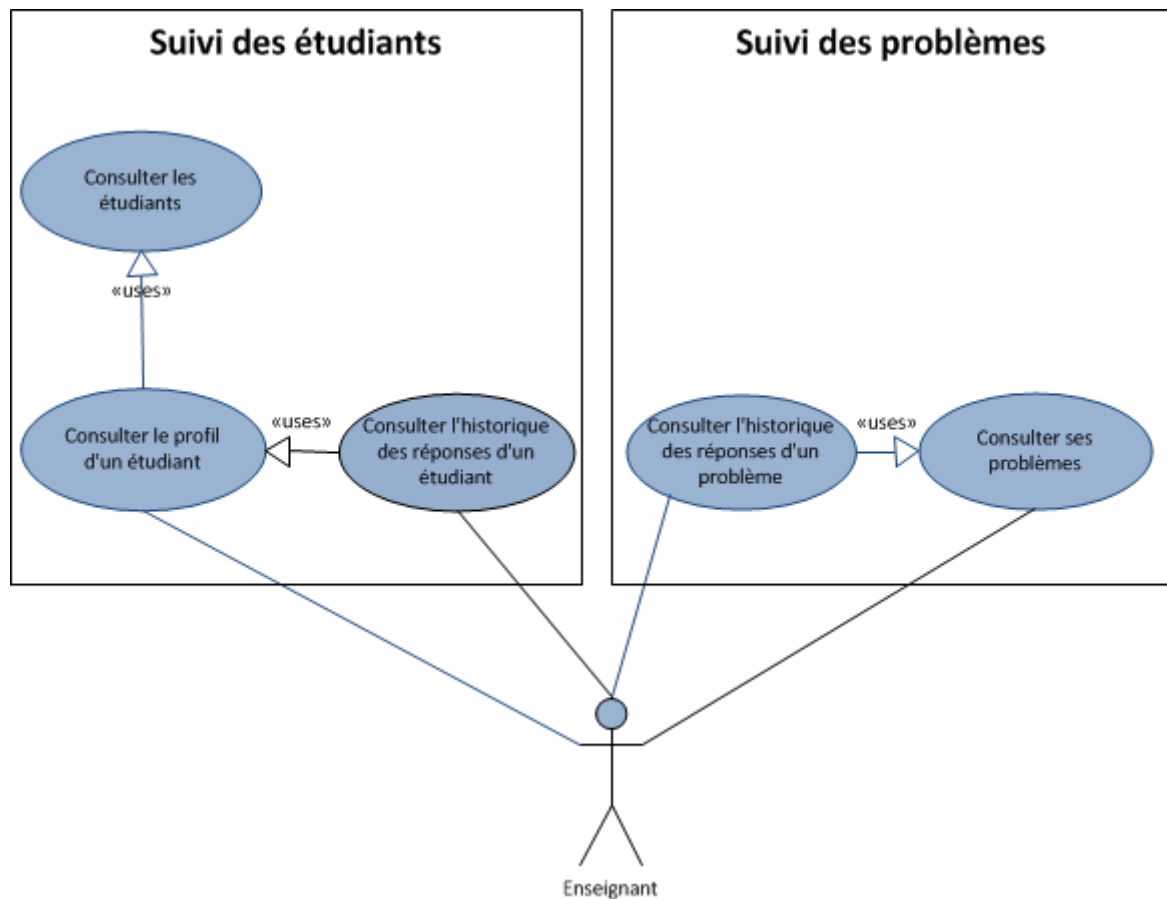 Suivi des étudiants
Consulter les
étudiants
«uses»
Consulter le profil
d'un étudiant
«uses»
Consulter l'historique
des réponses d'un
étudiant
Suivi des problèmes
Consulter l'historique
des réponses d'un
problème
«uses»
Consulter ses
problèmes
Enseignant